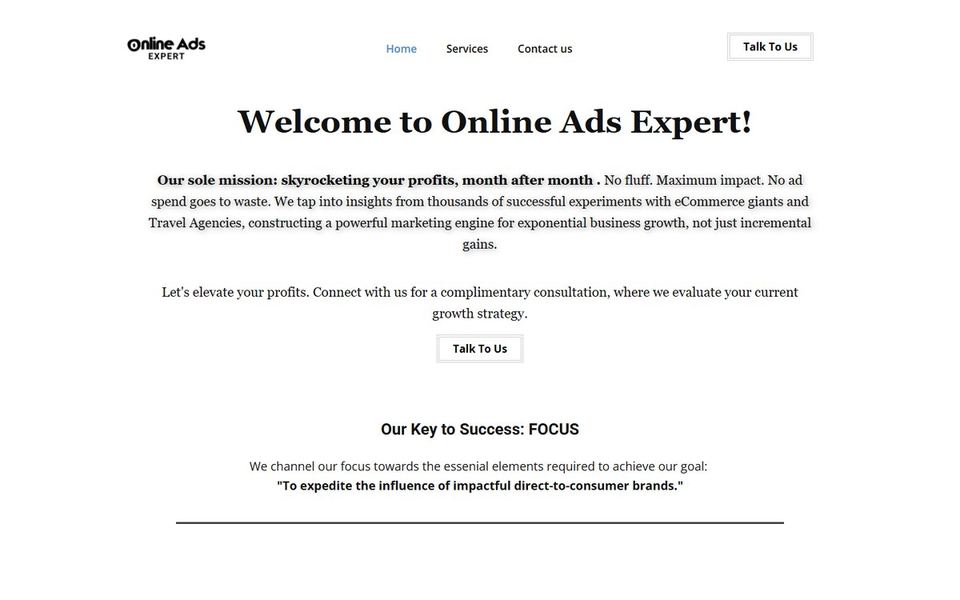 Online Ads
EXPERT
Home
Services
Contact us
Talk To Us
Welcome to Online Ads Expert!
Our sole mission: skyrocketing your profits, month after month . No fluff. Maximum impact. No ad
spend goes to waste. We tap into insights from thousands of successful experiments with eCommerce giants and
Travel Agencies, constructing a powerful marketing engine for exponential business growth, not just incremental
gains.
Let's elevate your profits. Connect with us for a complimentary consultation, where we evaluate your current
growth strategy.
Talk To Us
Our Key to Success: FOCUS
We channel our focus towards the essenial elements required to achieve our goal:
"To expedite the influence of impactful direct-to-consumer brands."